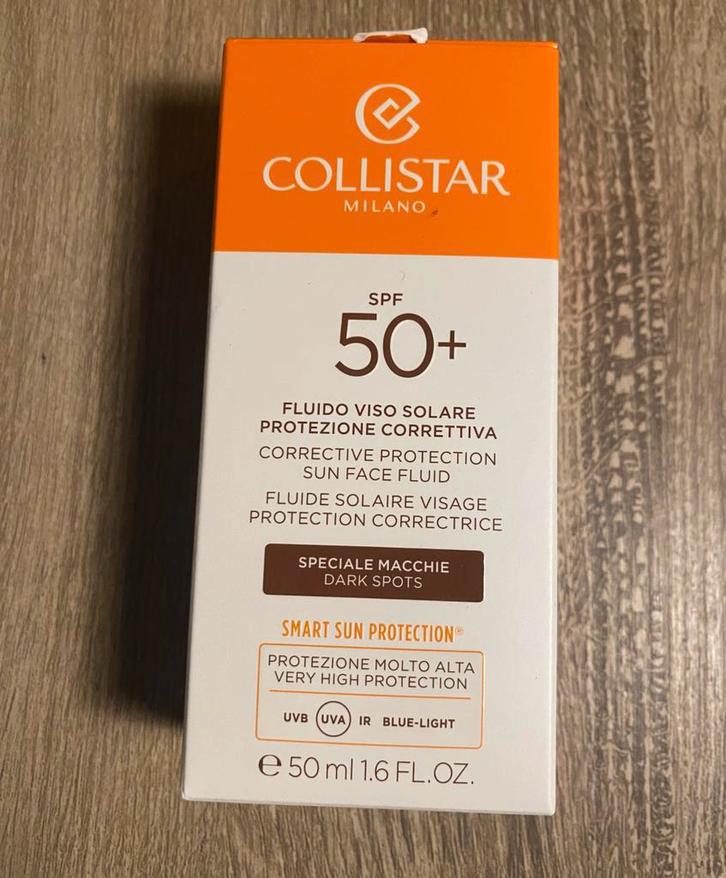 COLLISTAR
MILANO
SPF
50+
FLUIDO VISO SOLARE
PROTEZIONE CORRETTIVA
CORRECTIVE PROTECTION
SUN FACE FLUID
FLUIDE SOLAIRE VISAGE
PROTECTION CORRECTRICE
SPECIALE MACCHIE
DARK SPOTS
SMART SUN PROTECTION®
PROTEZIONE MOLTO ALTA
VERY HIGH PROTECTION
UVB UVA IR BLUE-LIGHT
℮ 50 ml 1.6 FL.OZ.